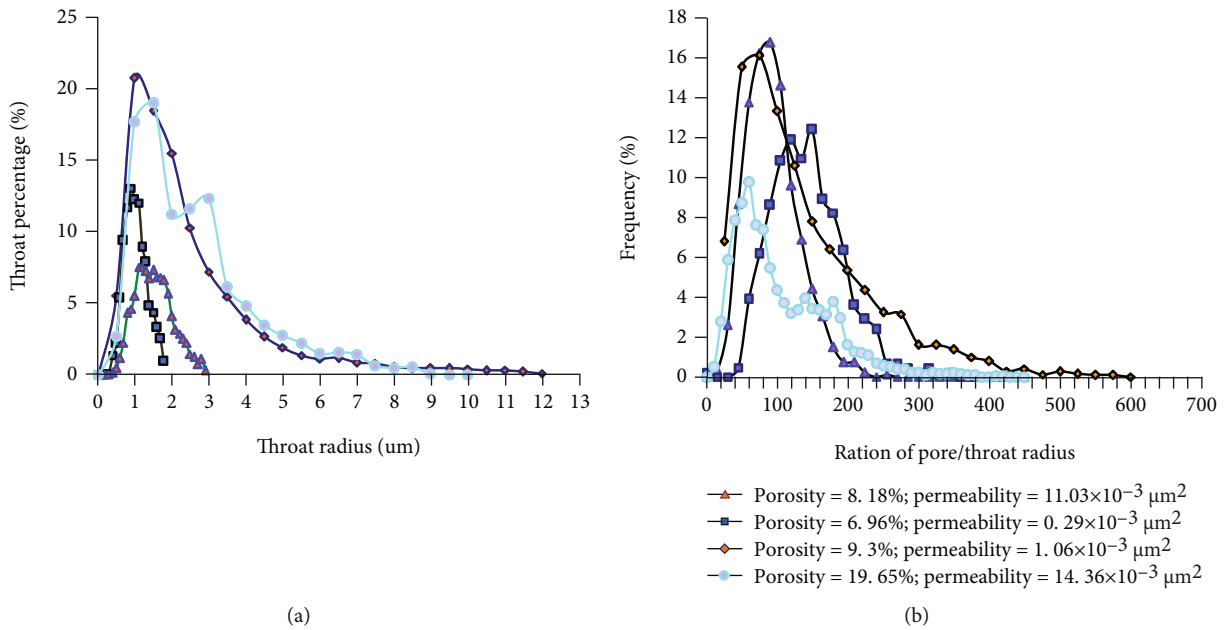 25
20
15
10
5
0
Throat percentage (%)
0 1 2 3 4 5 6 7 8 9 10 11 12 13
Throat radius (um)
(a)
18
16
14
12
10
8
6
4
2
0
Frequency (%)
0 100 200 300 400 500 600 700
Ration of pore/throat radius
Porosity = 8. 18%; permeability = 11.03×10⁻³ μm²
Porosity = 6. 96%; permeability = 0. 29×10⁻³ μm²
Porosity = 9. 3%; permeability = 1. 06×10⁻³ μm²
Porosity = 19. 65%; permeability = 14. 36×10⁻³ μm²
(b)